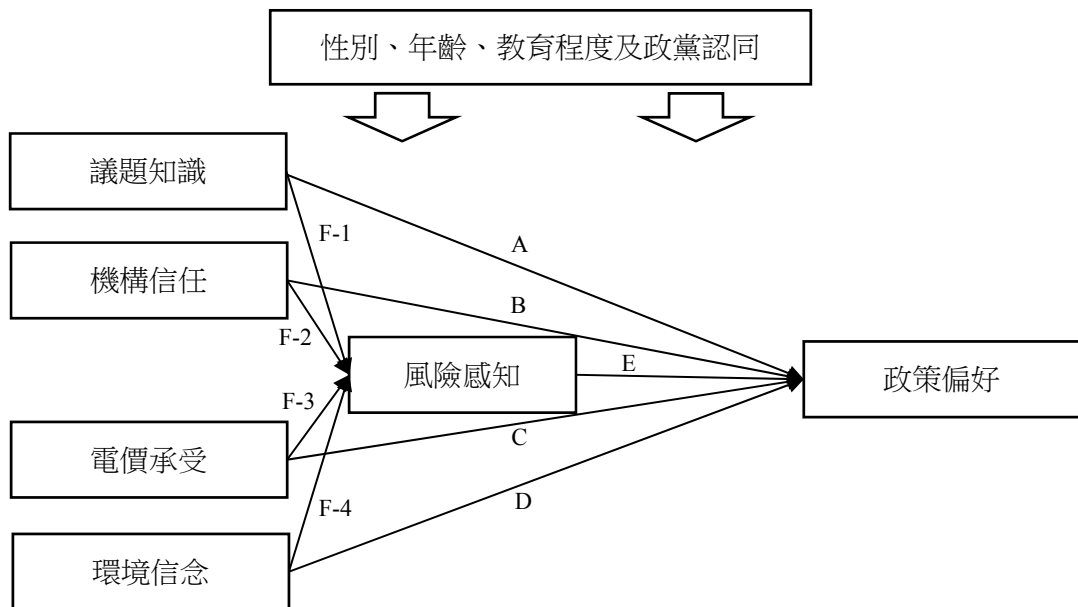 性別、年齡、教育程度及政黨認同
議題知識
機構信任
電價承受
環境信念
風險感知
政策偏好
F-1
F-2
F-3
F-4
A
B
E
C
D